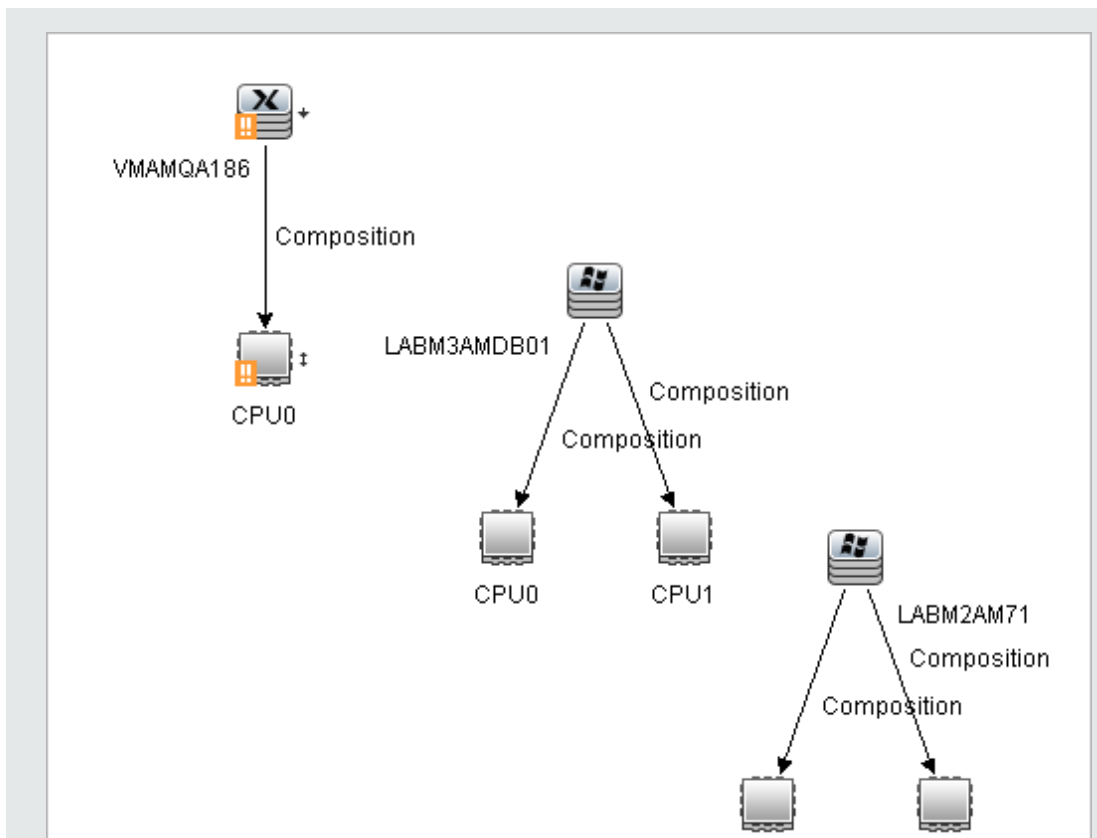 VMAMQA186
Composition
CPU0
LABM3AMDB01
Composition
Composition
CPU0
CPU1
LABM2AM71
Composition
Composition